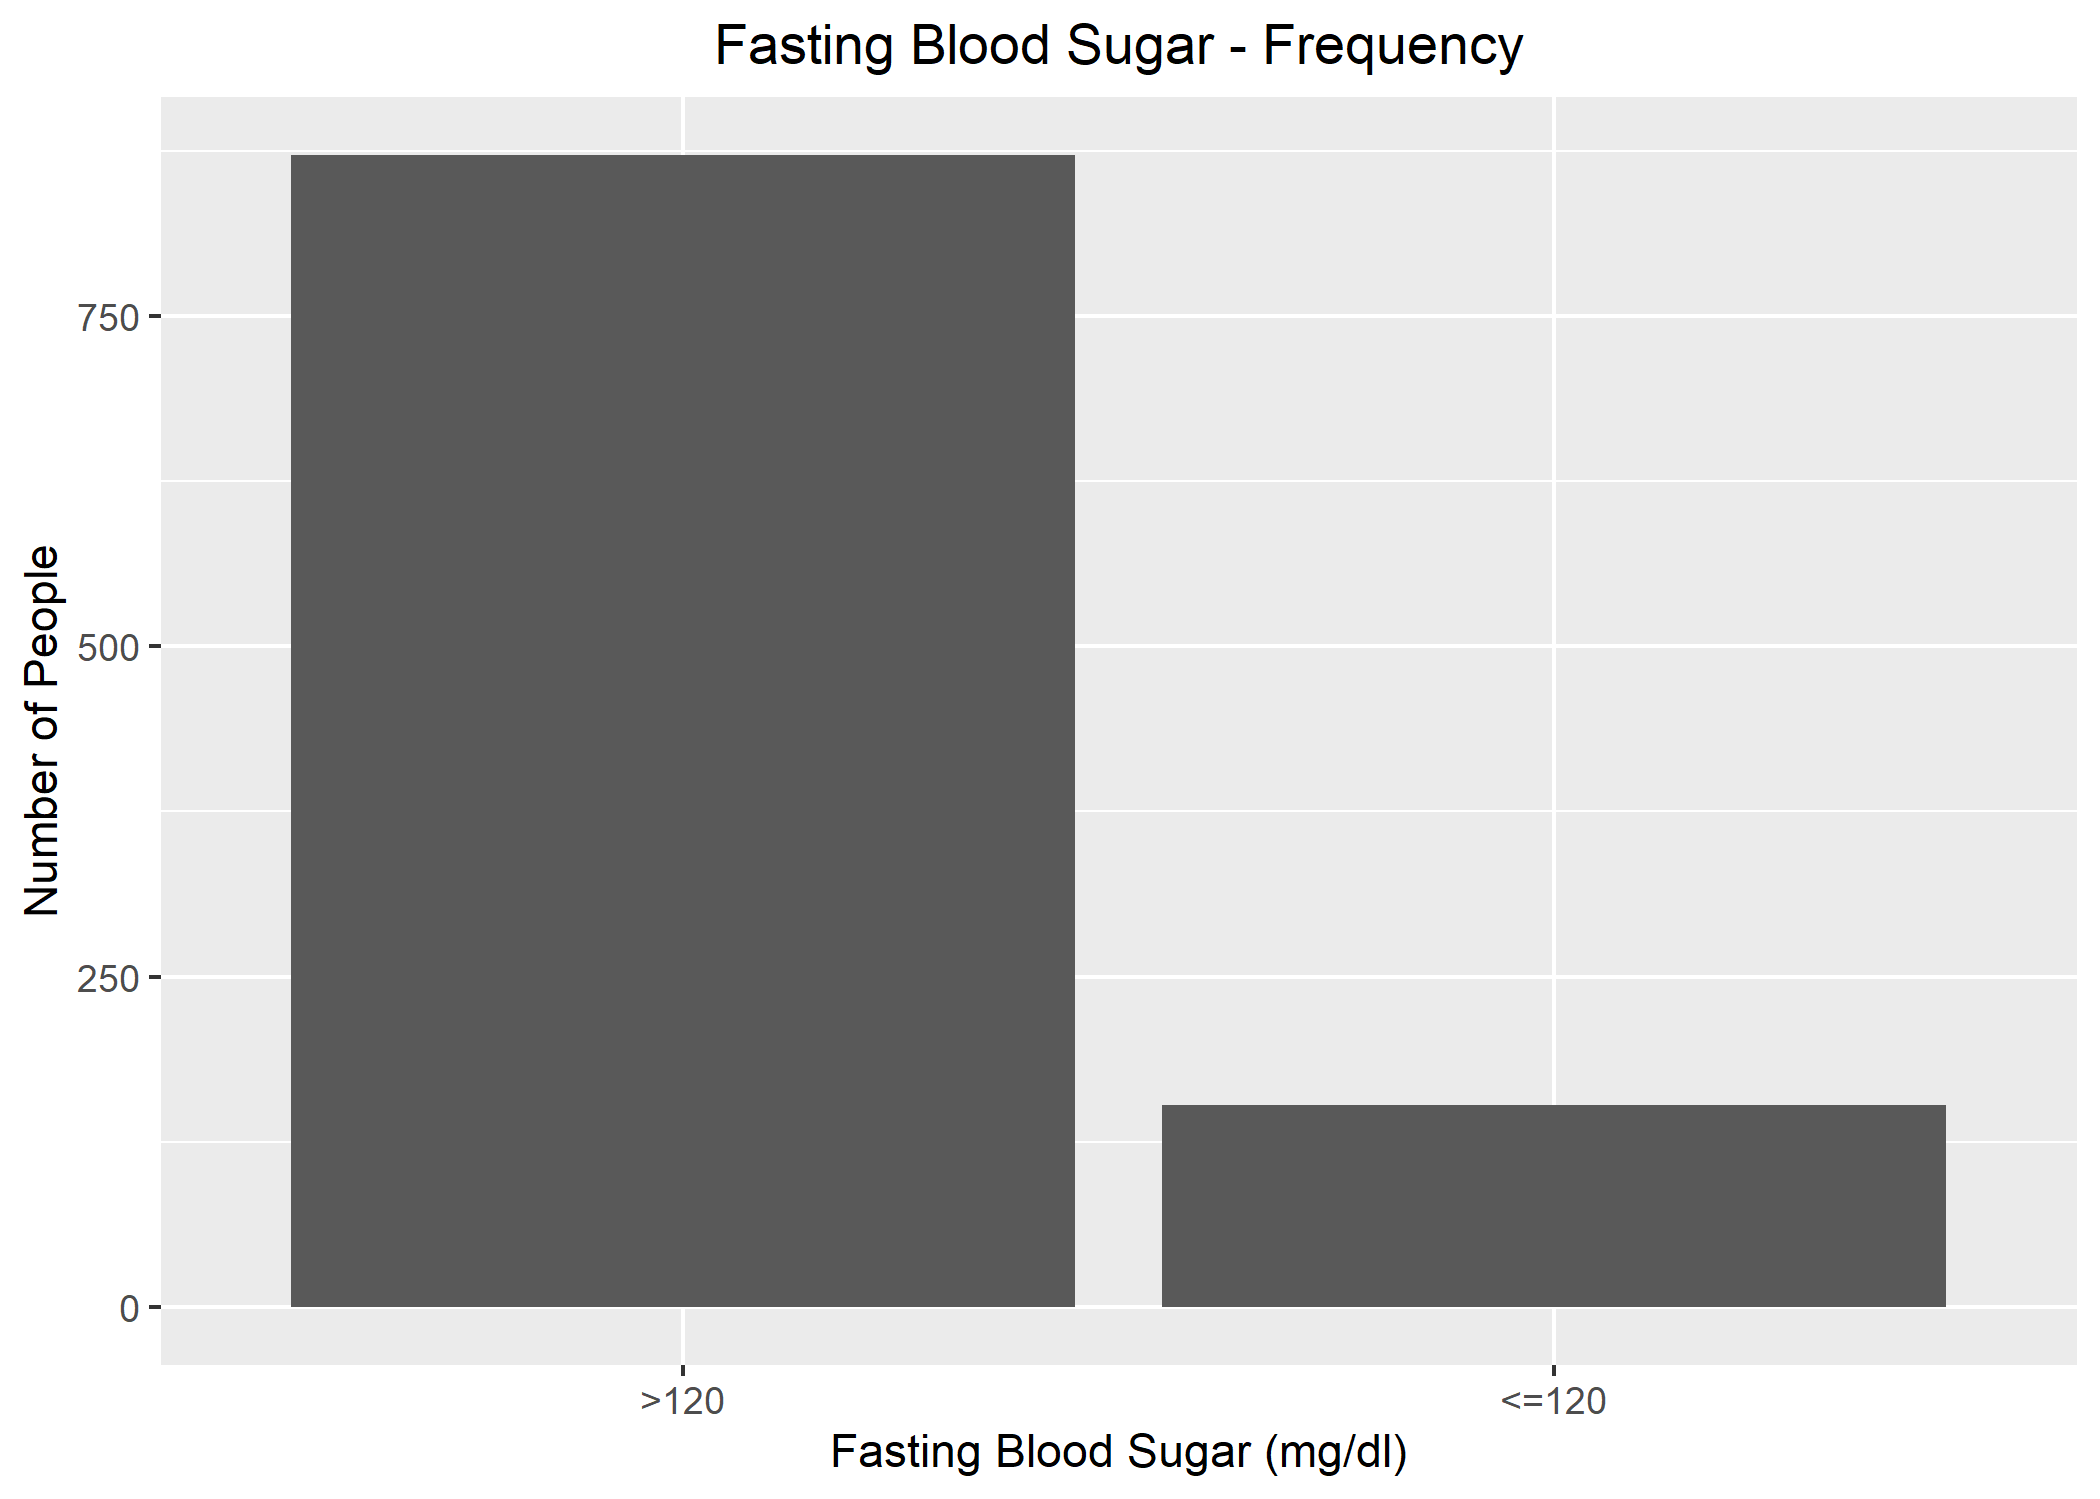 Fasting Blood Sugar - Frequency
Number of People
750
500
250
0
>120
<=120
Fasting Blood Sugar (mg/dl)